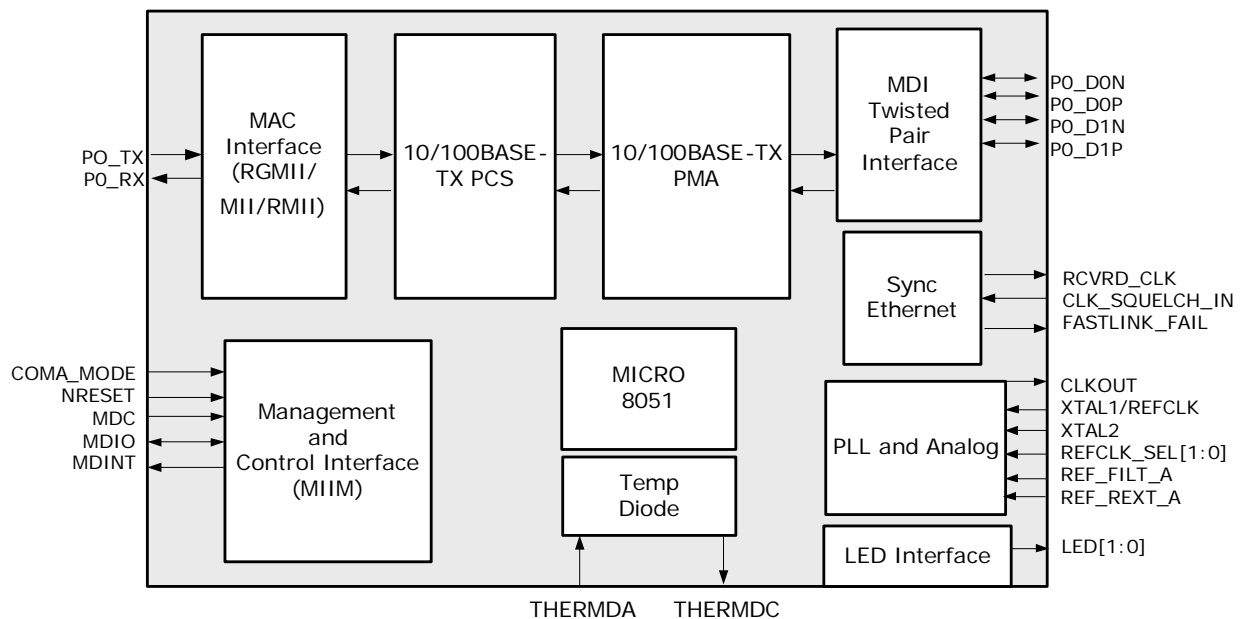 PO_TX
P0_RX
MAC
Interface
(RGMII/
MII/RMII)
10/100BASE-
TX PCS
10/100BASE-TX
PMA
MDI
Twisted
Pair
Interface
P0_D0N
P0_D0P
P0_D1N
P0_D1P
Sync
Ethernet
RCVRD_CLK
CLK_SQUELCH_IN
FASTLINK_FAIL
COMA_MODE
NRESET
MDC
MDIO
MDINT
Management
and
Control Interface
(MIIM)
MICRO
8051
Temp
Diode
THERMDA
THERMDC
PLL and Analog
CLKOUT
XTAL1/REFCLK
XTAL2
REFCLK_SEL[1:0]
REF_FILT_A
REF_REXT_A
LED Interface
LED[1:0]